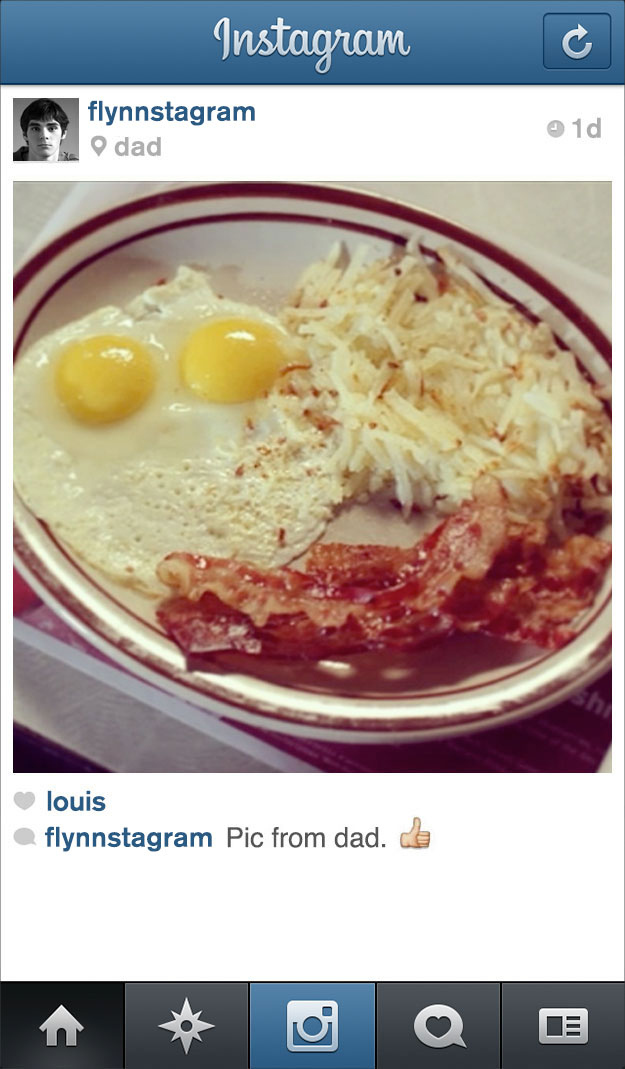 Instagram
flynnstagram
1d
dad
louis
flynnstagram Pic from dad. 👍